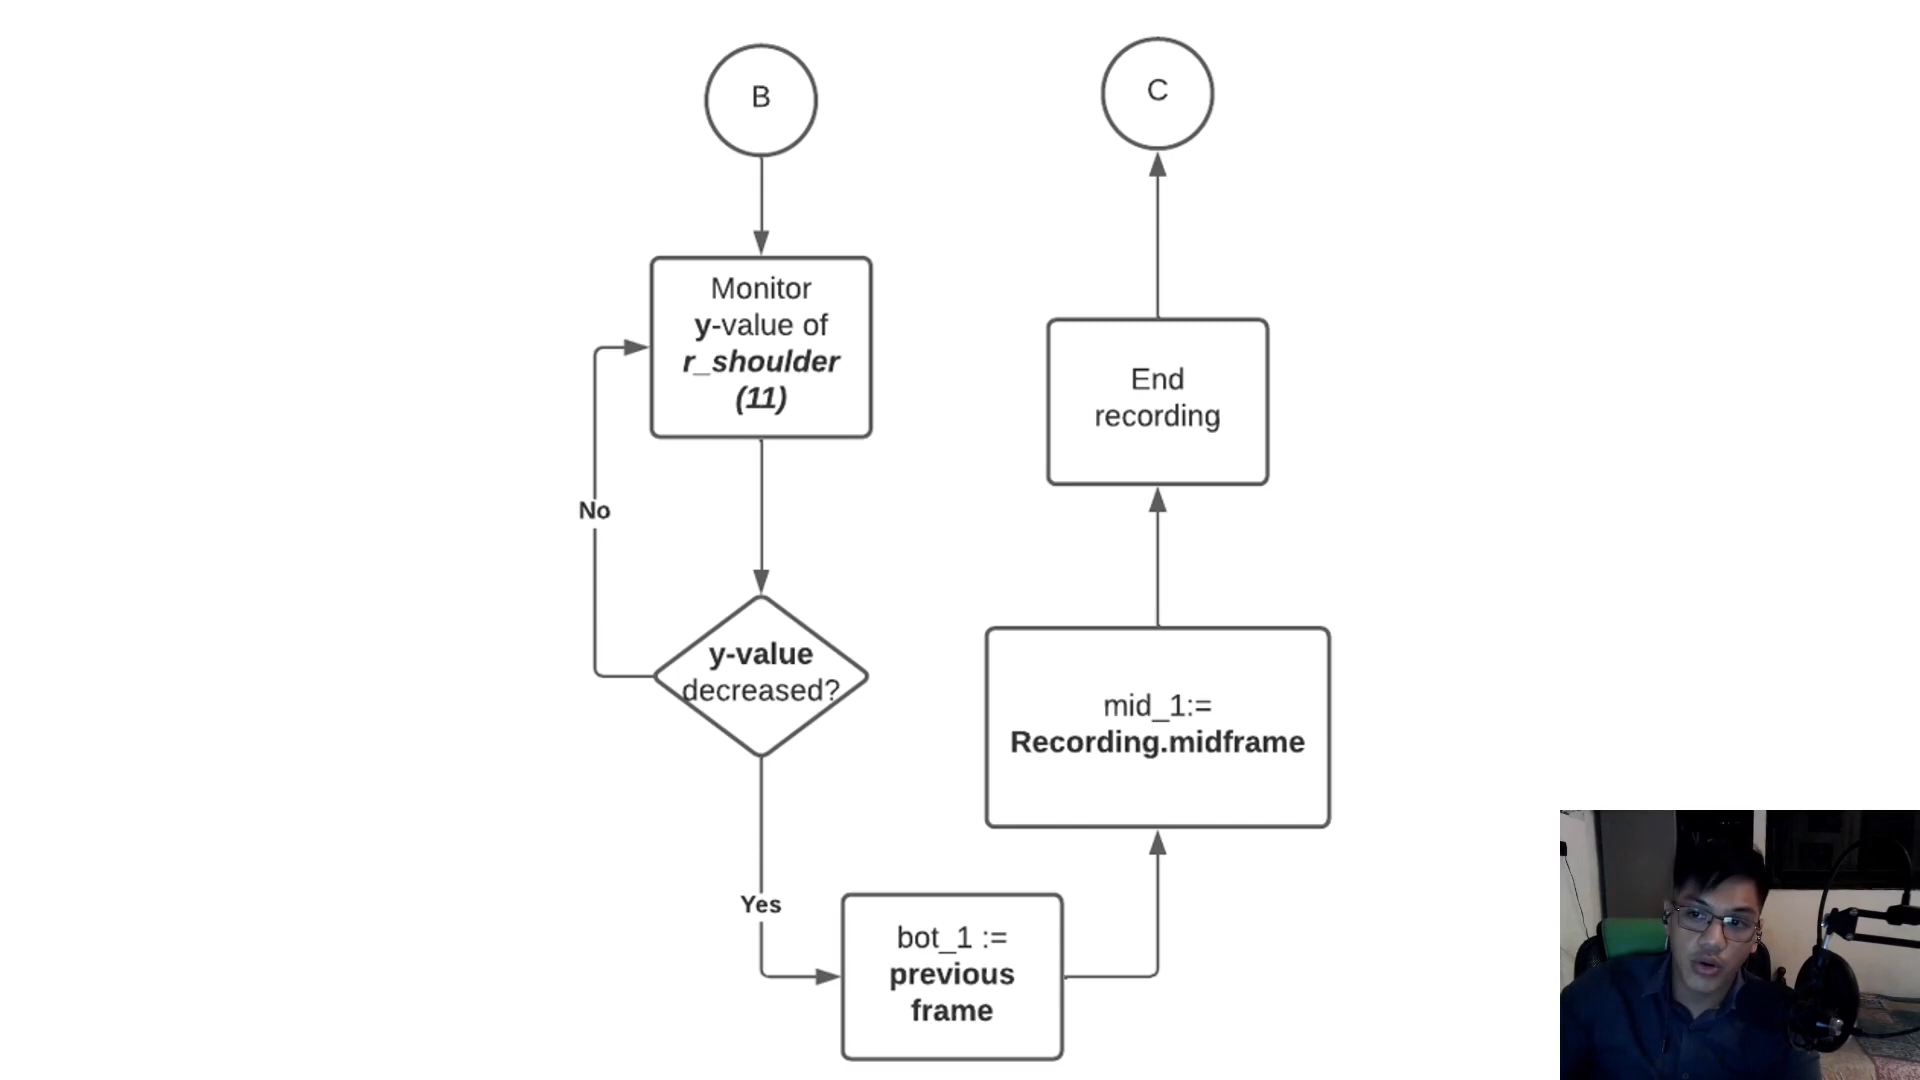 B
Monitor
y-value of
r_shoulder
(11)
No
y-value
decreased?
Yes
bot_1 :=
previous
frame
mid_1:=
Recording.midframe
End
recording
C